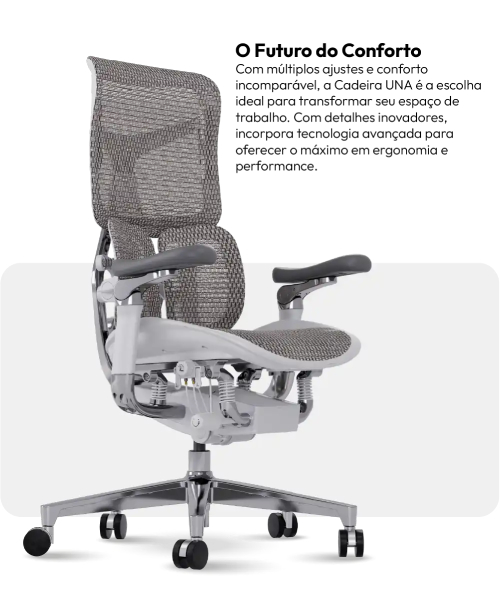 O Futuro do Conforto
Com múltiplos ajustes e conforto
incomparável, a Cadeira UNA é a escolha
ideal para transformar seu espaço de
trabalho. Com detalhes inovadores,
incorpora tecnologia avançada para
oferecer o máximo em ergonomia e
performance.